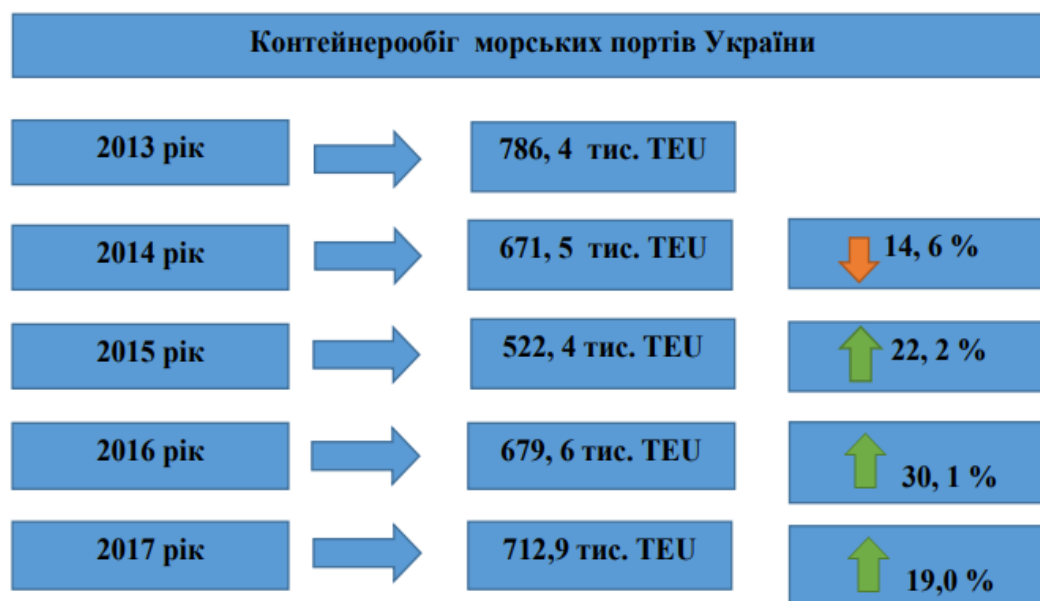 Контейнерообіг морських портів України
2013 рік
786, 4 тис. TEU
2014 рік
671, 5 тис. TEU
14, 6 %
2015 рік
522, 4 тис. TEU
22, 2 %
2016 рік
679, 6 тис. TEU
30, 1 %
2017 рік
712,9 тис. TEU
19,0 %